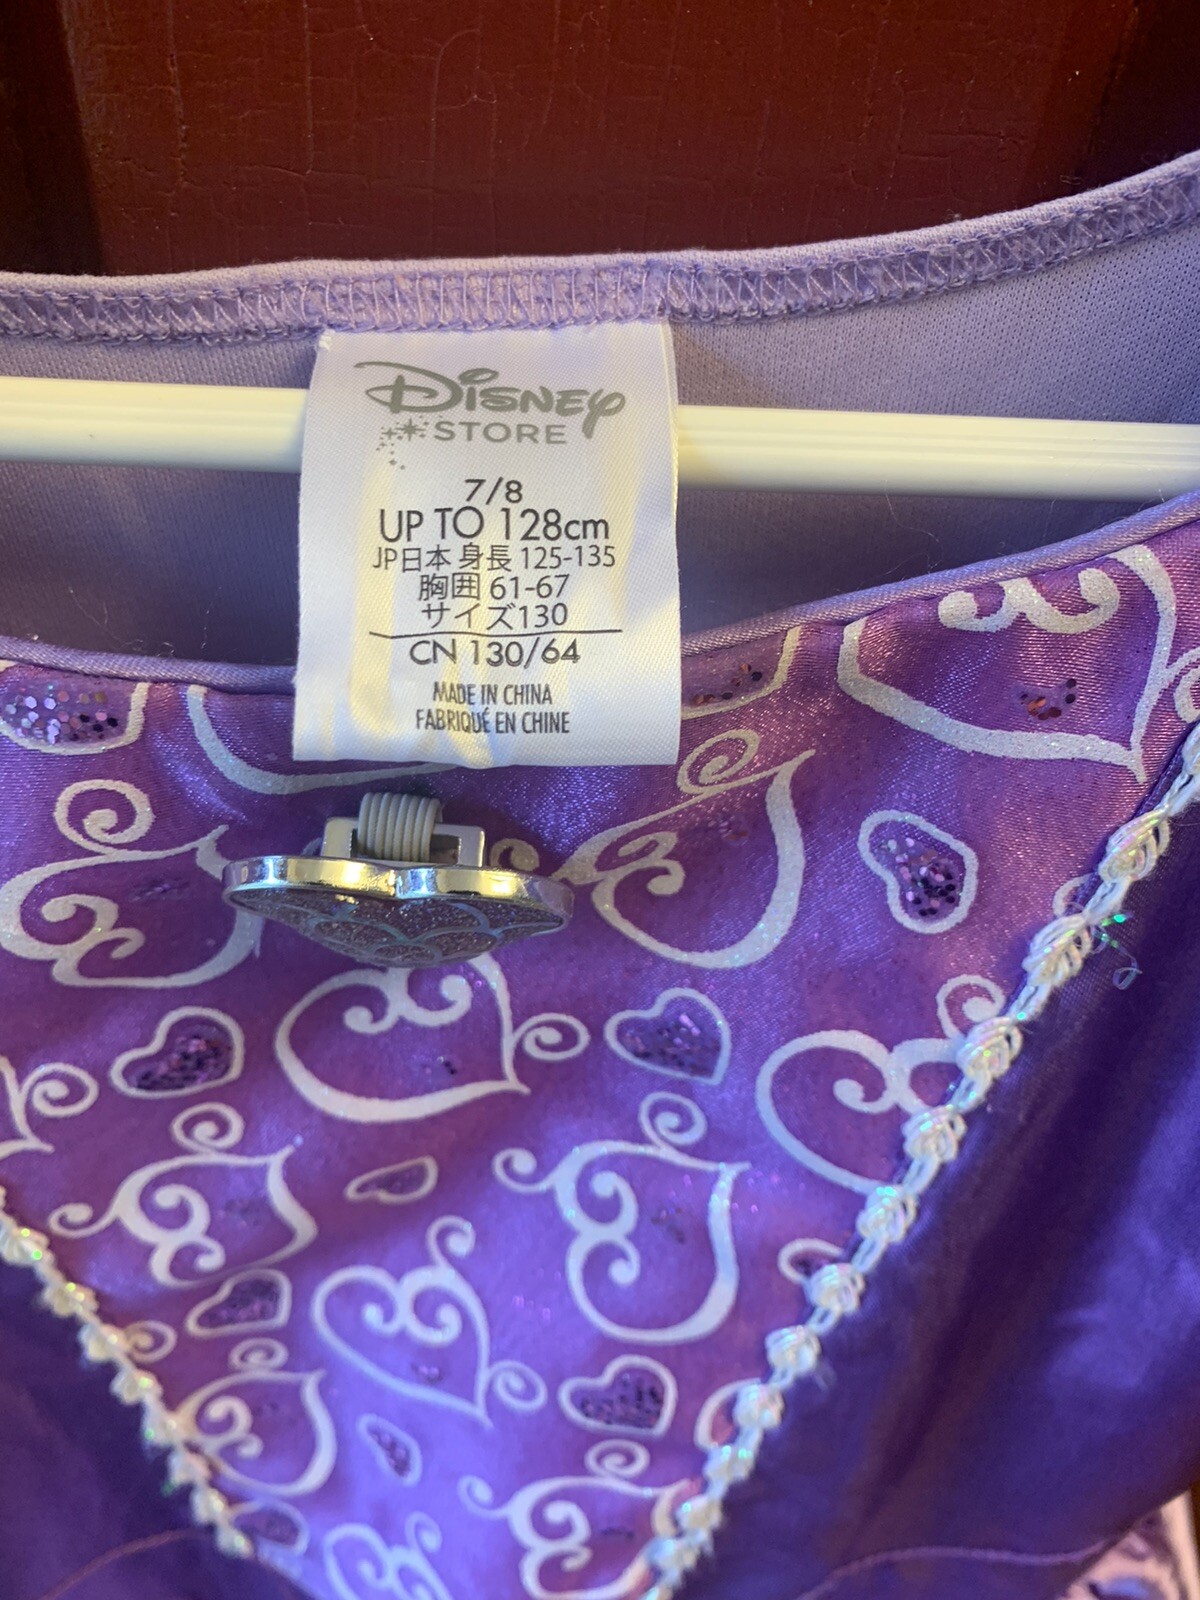 Disney
STORE
7/8
UP TO 128cm
JP日本 身長 125-135
胸囲 61-67
サイズ130
CN 130/64
MADE IN CHINA
FABRIQUÉ EN CHINE